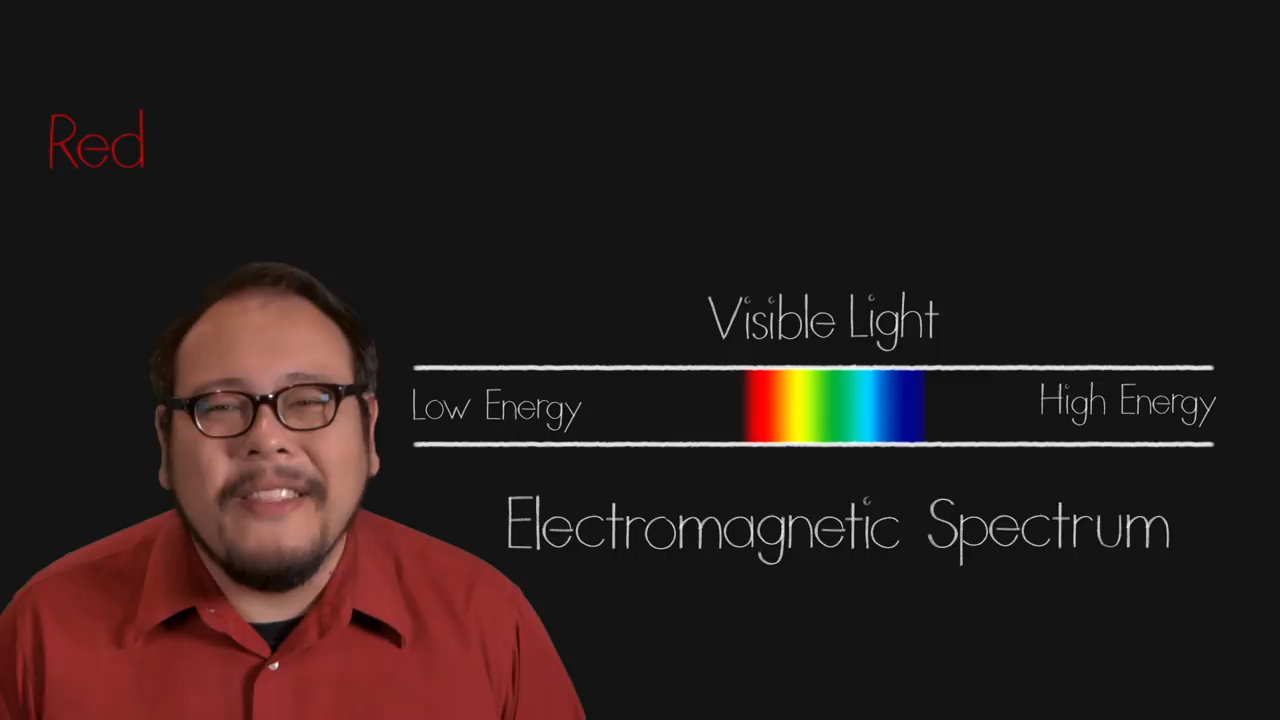 Red
Visible Light
Low Energy
High Energy
Electromagnetic Spectrum